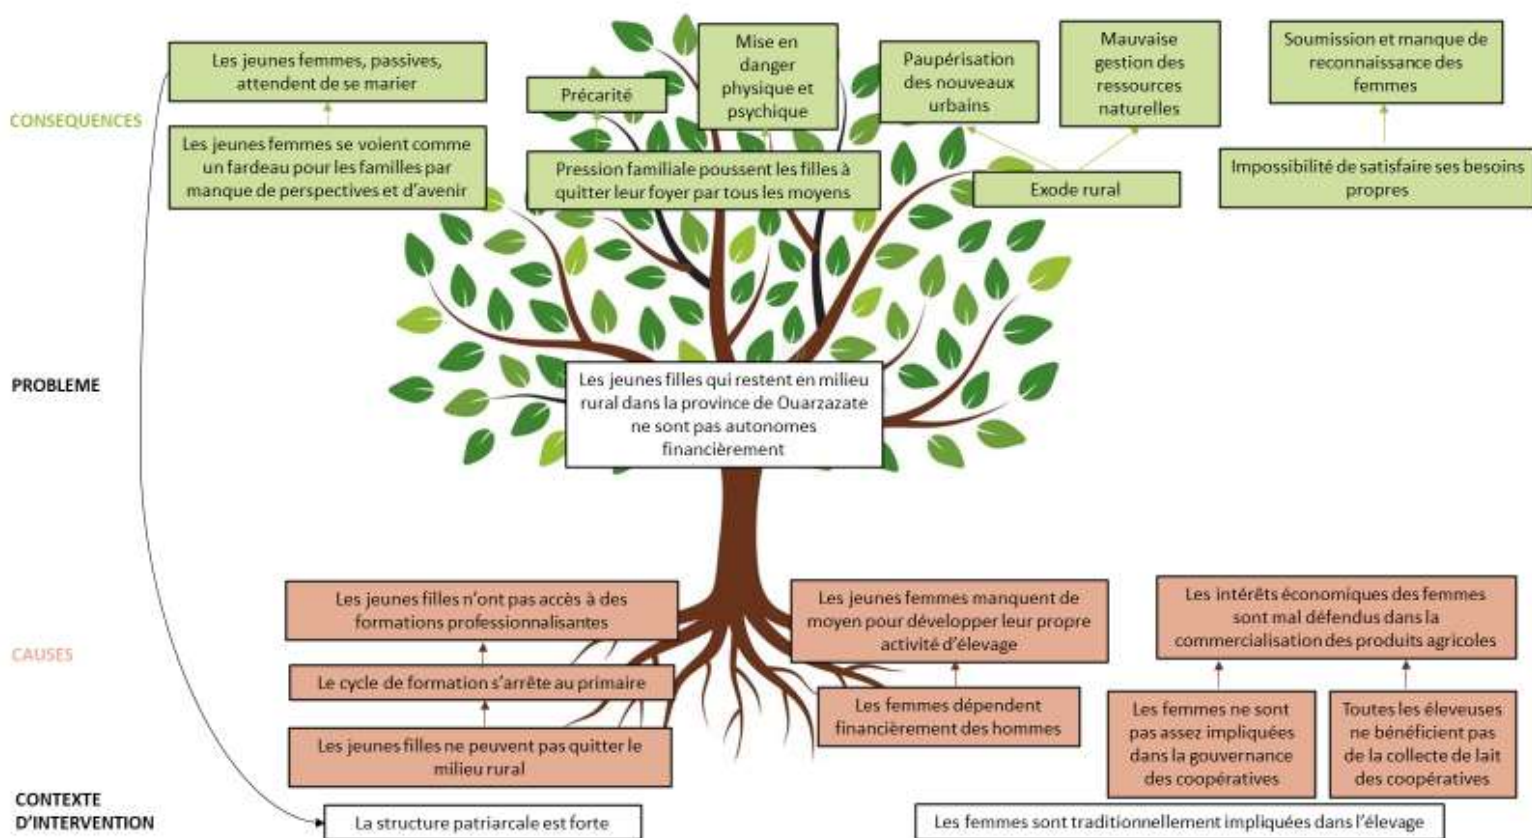 Les jeunes femmes, passives,
attendent de se marier
Précarité
Mise en
danger
physique et
psychique
Paupérisation
des nouveaux
urbains
Mauvaise
gestion des
ressources
naturelles
Soumission et manque de
reconnaissance des
femmes
CONSEQUENCES
Les jeunes femmes se voient comme
un fardeau pour les familles par
manque de perspectives et d'avenir
Pression familiale poussent les filles à
quitter leur foyer par tous les moyens
Exode rural
Impossibilité de satisfaire ses besoins
propres
PROBLEME
Les jeunes filles qui restent en milieu
rural dans la province de Ouarzazate
ne sont pas autonomes
financièrement
CAUSES
Les jeunes filles n'ont pas accès à des
formations professionnalisantes
Le cycle de formation s'arrête au primaire
Les jeunes filles ne peuvent pas quitter le
milieu rural
Les jeunes femmes manquent de
moyen pour développer leur propre
activité d'élevage
Les femmes dépendent
financièrement des hommes
Les intérêts économiques des femmes
sont mal défendus dans la
commercialisation des produits agricoles
Les femmes ne sont
pas assez impliquées
dans la gouvernance
des coopératives
Toutes les éleveuses
ne bénéficient pas
de la collecte de lait
des coopératives
CONTEXTE
D'INTERVENTION
La structure patriarcale est forte
Les femmes sont traditionnellement impliquées dans l'élevage